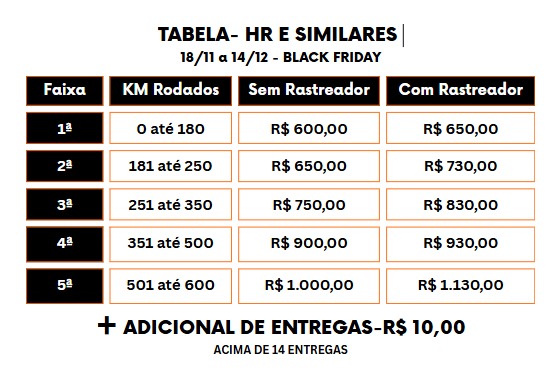 TABELA- HR E SIMILARES
18/11 a 14/12 - BLACK FRIDAY
Faixa KM Rodados Sem Rastreador Com Rastreador
1ª 0 até 180 R$ 600,00 R$ 650,00
2ª 181 até 250 R$ 650,00 R$ 730,00
3ª 251 até 350 R$ 750,00 R$ 830,00
4ª 351 até 500 R$ 900,00 R$ 930,00
5ª 501 até 600 R$ 1.000,00 R$ 1.130,00
+ ADICIONAL DE ENTREGAS-R$ 10,00
ACIMA DE 14 ENTREGAS